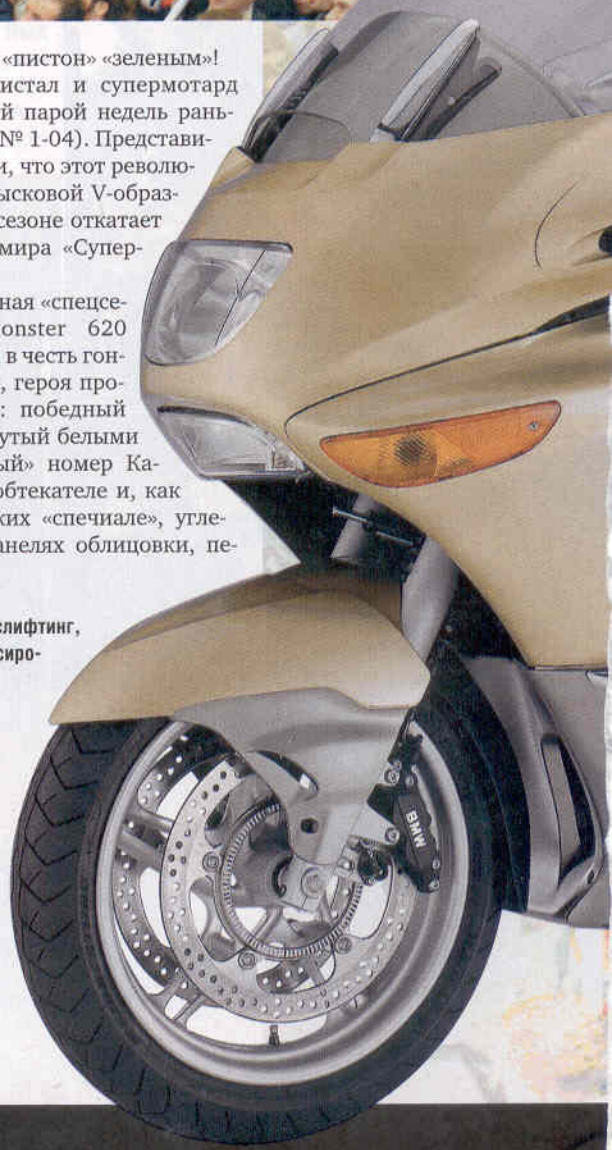 «пистон» «зеленым»!
истал и супермотард
й парой недель рань-
№ 1-04). Представи-
и, что этот револю-
ысковой V-образ-
сезоне откатает
мира «Супер-
ная «спецсе-
onster 620
в честь гон-
, героя про-
: победный
утый белыми
ый» номер Ка-
обтекателе и, как
ких «спечиале», угле-
анелях облицовки, пе-
слифтинг,
сиро-
BMW